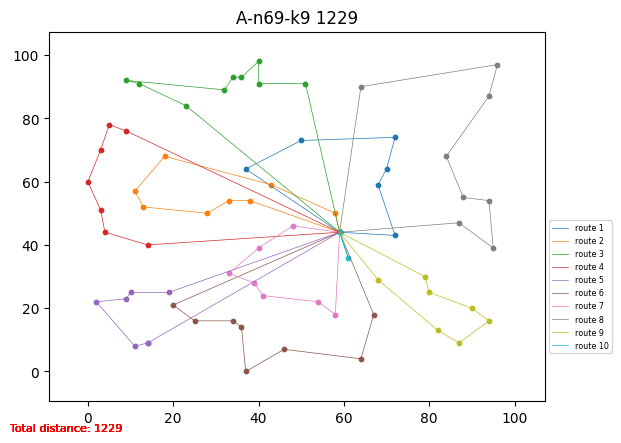 A-n69-k9 1229
100
80
60
40
20
0
0 20 40 60 80 100
route 1
route 2
route 3
route 4
route 5
route 6
route 7
route 8
route 9
route 10
Total distance: 1229